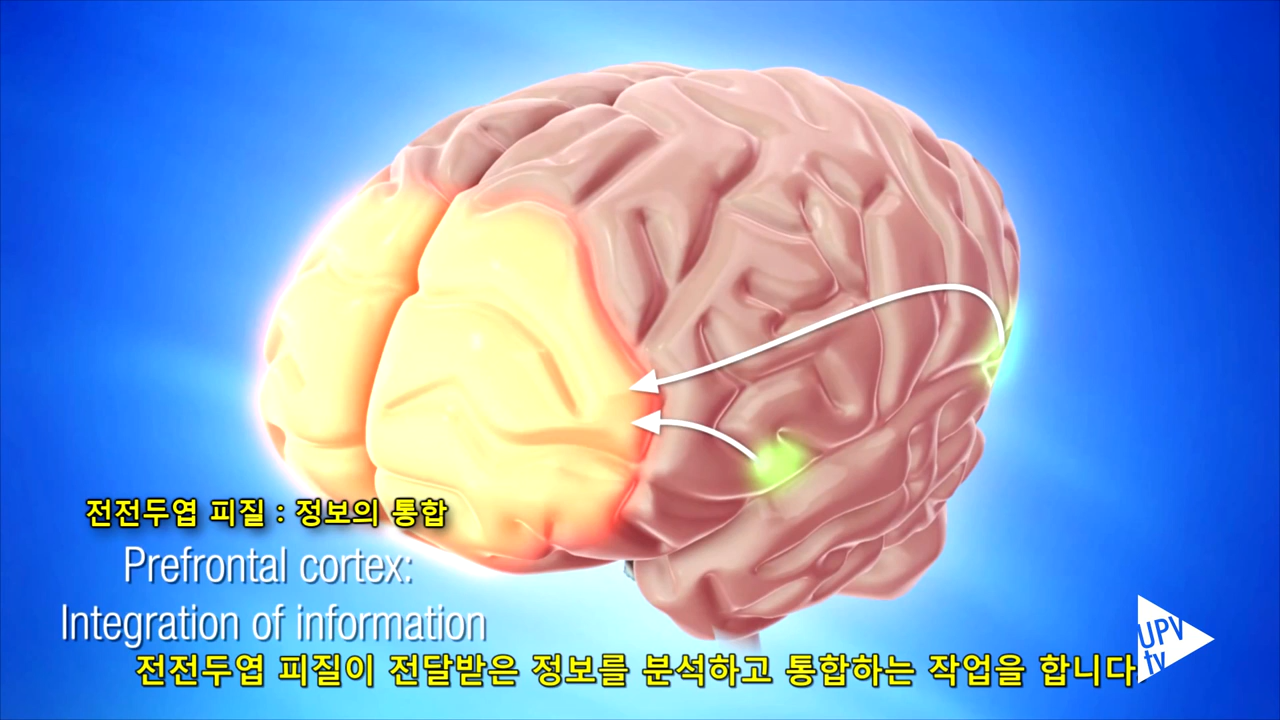 전전두엽 피질 : 정보의 통합
Prefrontal cortex:
Integration of information
전전두엽 피질이 전달받은 정보를 분석하고 통합하는 작업을 합니다
UPV
tv